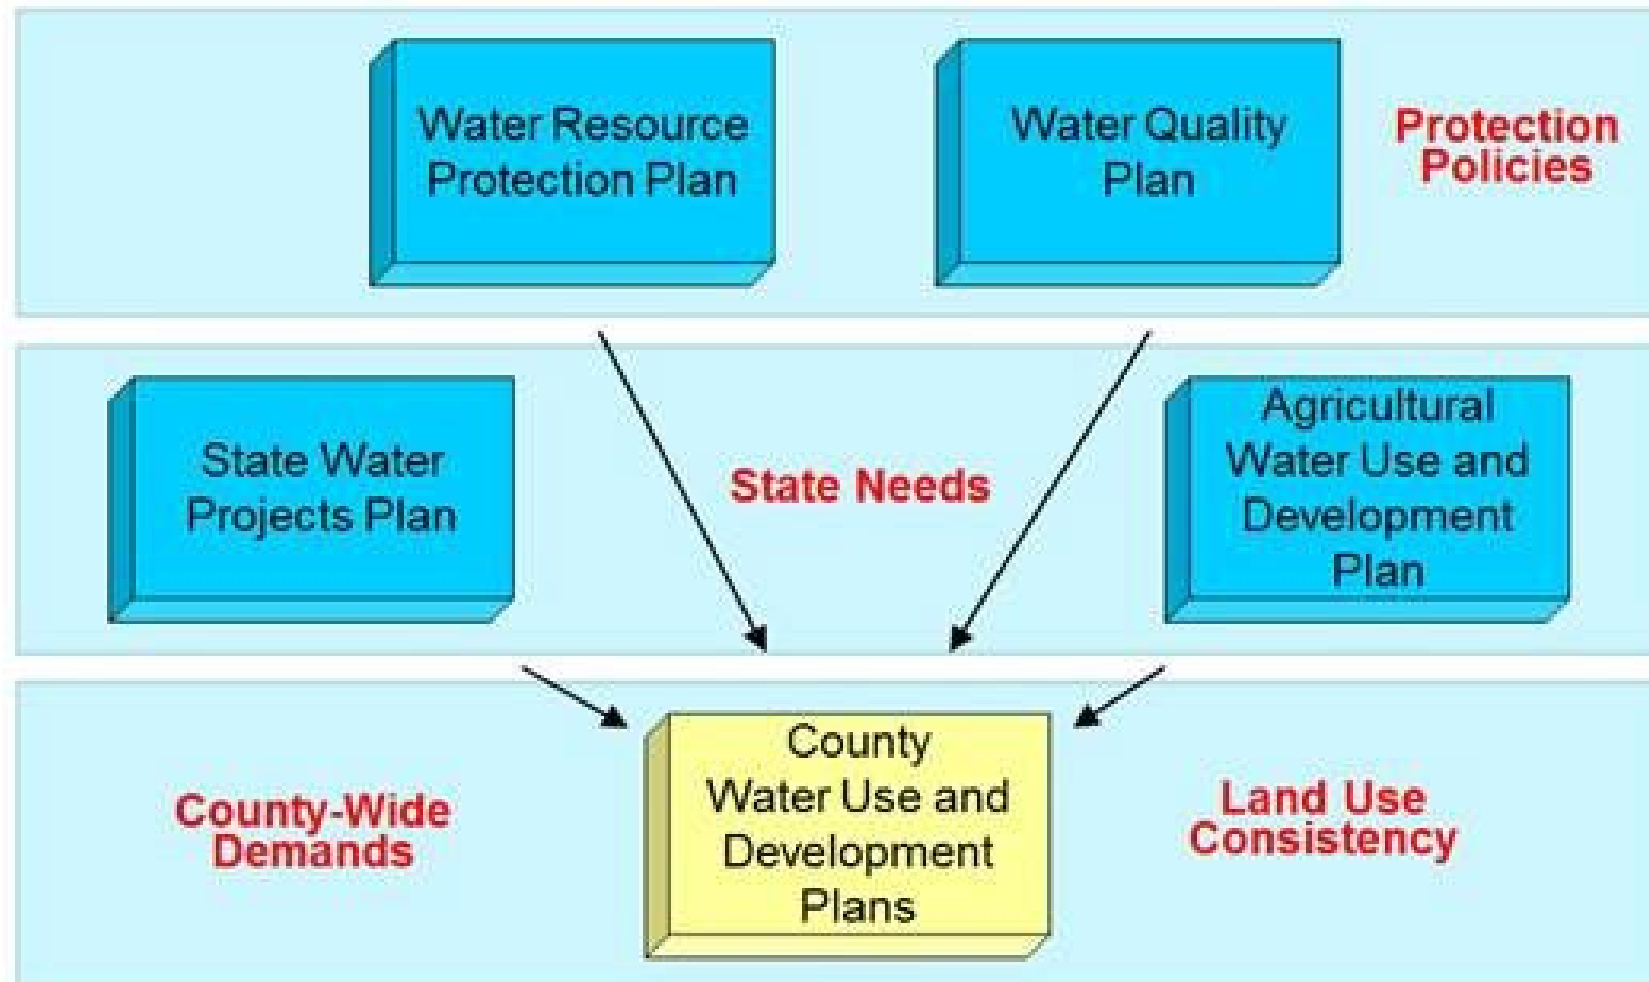 Water Resource
Protection Plan
Water Quality
Plan
Protection
Policies
State Water
Projects Plan
State Needs
Agricultural
Water Use and
Development
Plan
County-Wide
Demands
County
Water Use and
Development
Plans
Land Use
Consistency